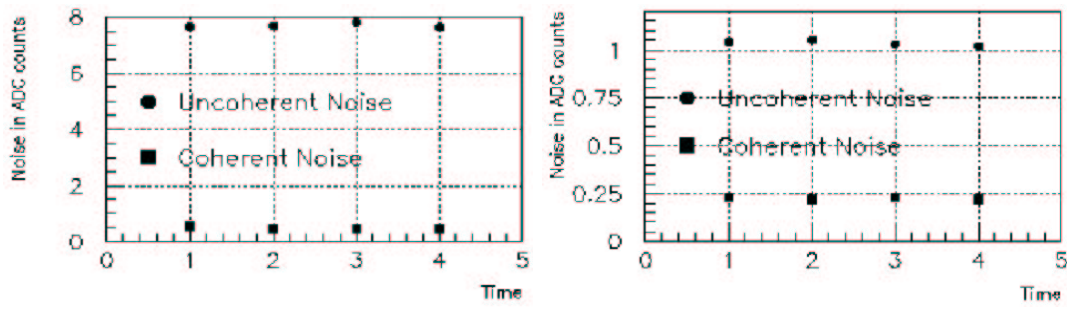 Noise in ADC counts
8
6
4
2
0
Uncoherent Noise
Coherent Noise
0 1 2 3 4 5
Time
Noise in ADC counts
1
0.75
0.5
0.25
0
Uncoherent Noise
Coherent Noise
0 1 2 3 4 5
Time